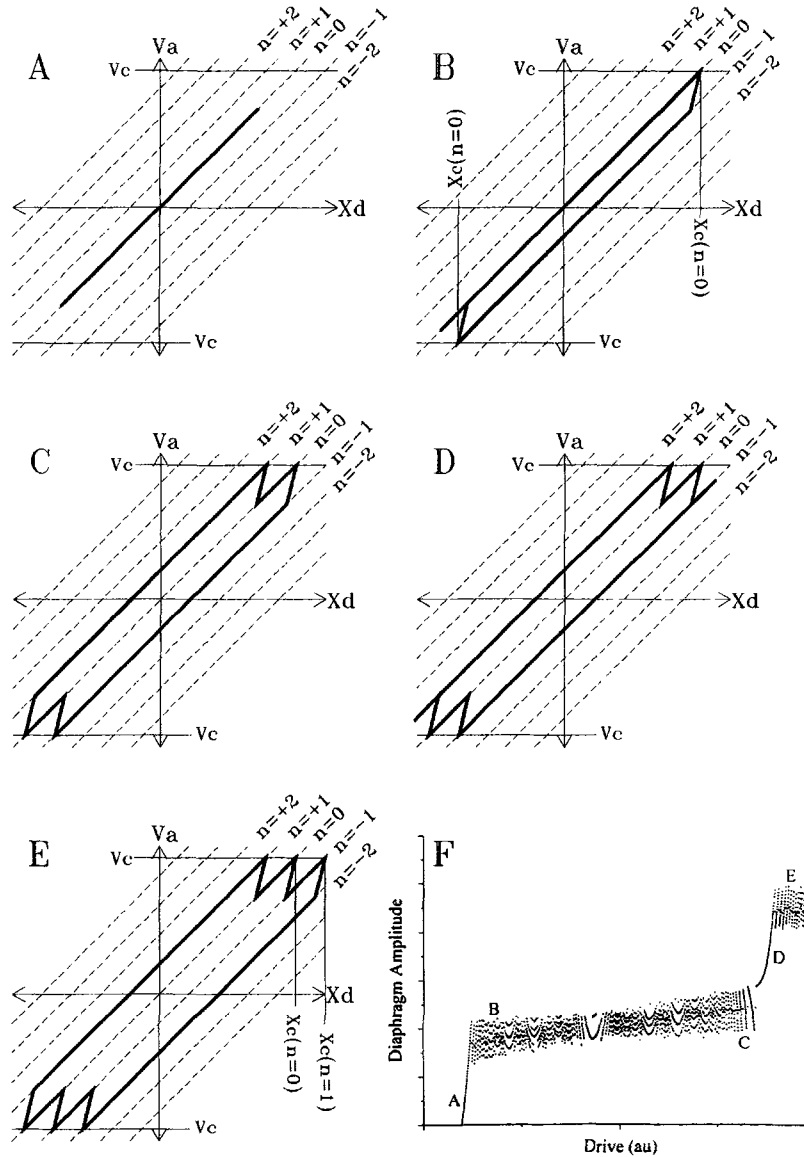 A
Va
Vc
n=+2
n=+1
n=0
n=-1
n=-2
Xd
Vc
B
Va
Vc
n=+2
n=+1
n=0
n=-1
n=-2
Xc(n=0)
Xd
Xc(n=0)
Vc
C
Va
Vc
n=+2
n=+1
n=0
n=-1
n=-2
Xd
Vc
D
Va
Vc
n=+2
n=+1
n=0
n=-1
n=-2
Xd
Vc
E
Va
Vc
n=+2
n=+1
n=0
n=-1
n=-2
Xd
Xc(n=0)
Xc(n=1)
Vc
F
Diaphragm Amplitude
E
D
B
C
A
Drive (au)